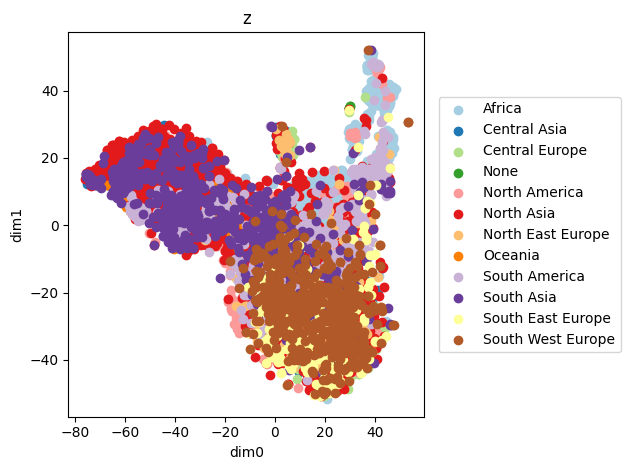 z
40
20
0
−20
−40
dim1
−80
−60
−40
−20
0
20
40
dim0
Africa
Central Asia
Central Europe
None
North America
North Asia
North East Europe
Oceania
South America
South Asia
South East Europe
South West Europe